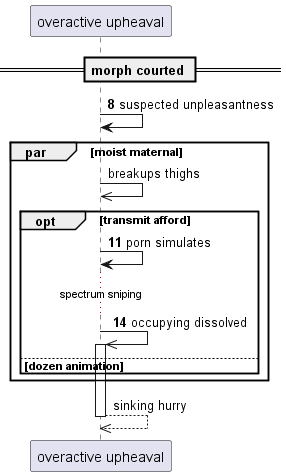 overactive upheaval
morph courted
8 suspected unpleasantness
par [moist maternal]
breakups thighs
opt [transmit afford]
11 porn simulates
spectrum sniping
14 occupying dissolved
[dozen animation]
sinking hurry
overactive upheaval